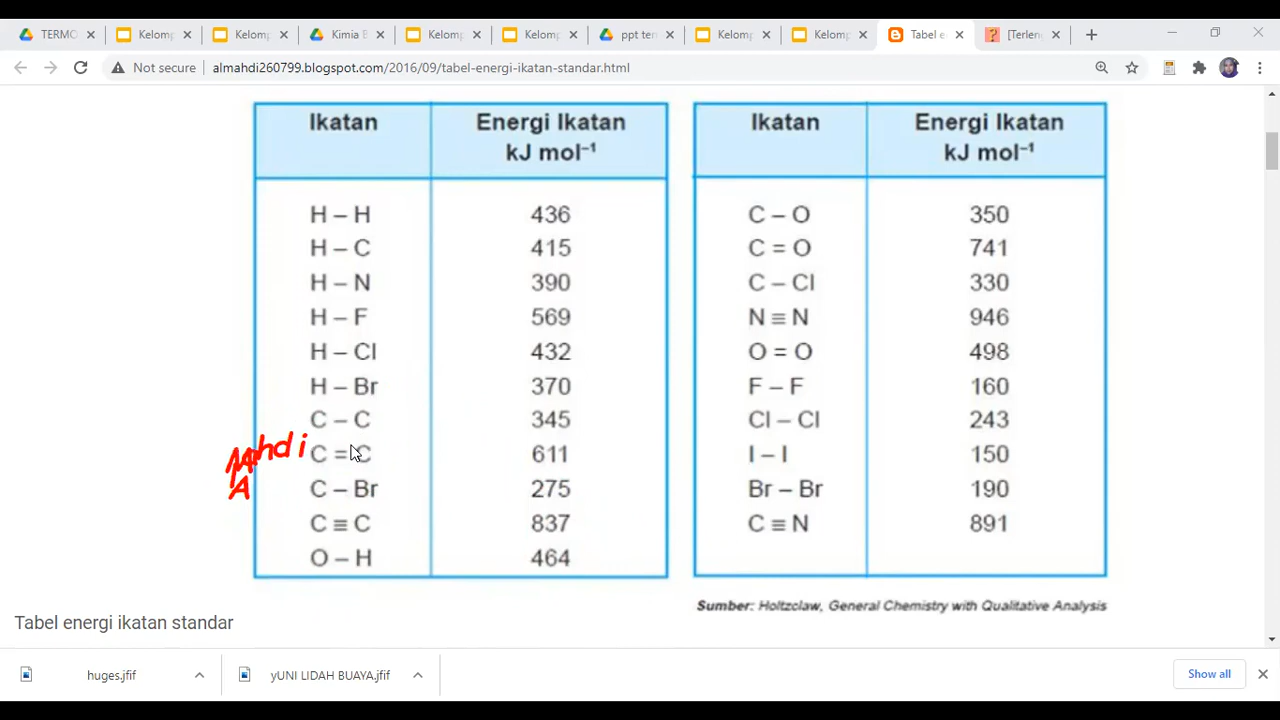 TERMO
Kelomp
Kelomp
Kimia B
Kelomp
Kelomp
ppt ten
Kelomp
Kelomp
Tabel e
[Terleng
Not secure
almahdi260799.blogspot.com/2016/09/tabel-energi-ikatan-standar.html
Ikatan Energi Ikatan kJ mol⁻¹
H – H 436
H – C 415
H – N 390
H – F 569
H – Cl 432
H – Br 370
C – C 345
C = C 611
C – Br 275
C ≡ C 837
O – H 464
Mahdi
A
Ikatan Energi Ikatan kJ mol⁻¹
C – O 350
C = O 741
C – Cl 330
N ≡ N 946
O = O 498
F – F 160
Cl – Cl 243
I – I 150
Br – Br 190
C ≡ N 891
Sumber: Holtzclaw, General Chemistry with Qualitative Analysis
Tabel energi ikatan standar
huges.jfif
yUNI LIDAH BUAYA.jfif
Show all